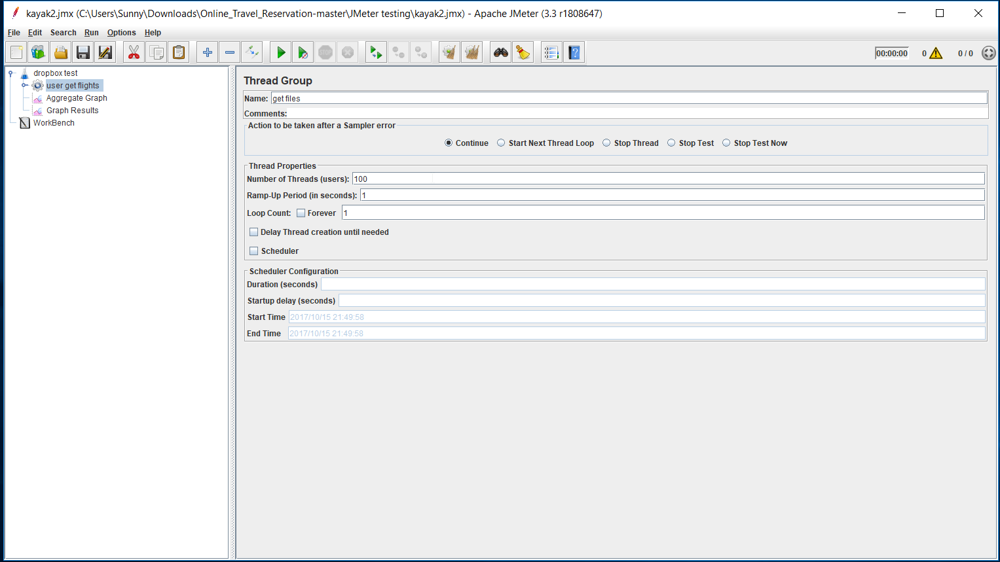 kayak2.jmx (C:\Users\Sunny\Downloads\Online_Travel_Reservation-master\JMeter testing\kayak2.jmx) - Apache JMeter (3.3 r1808647)
File Edit Search Run Options Help
00:00:00 0 0 / 0
dropbox test
user get flights
Aggregate Graph
Graph Results
WorkBench
Thread Group
Name: get files
Comments:
Action to be taken after a Sampler error
Continue Start Next Thread Loop Stop Thread Stop Test Stop Test Now
Thread Properties
Number of Threads (users): 100
Ramp-Up Period (in seconds): 1
Loop Count: Forever 1
Delay Thread creation until needed
Scheduler
Scheduler Configuration
Duration (seconds)
Startup delay (seconds)
Start Time 2017/10/15 21:49:58
End Time 2017/10/15 21:49:58